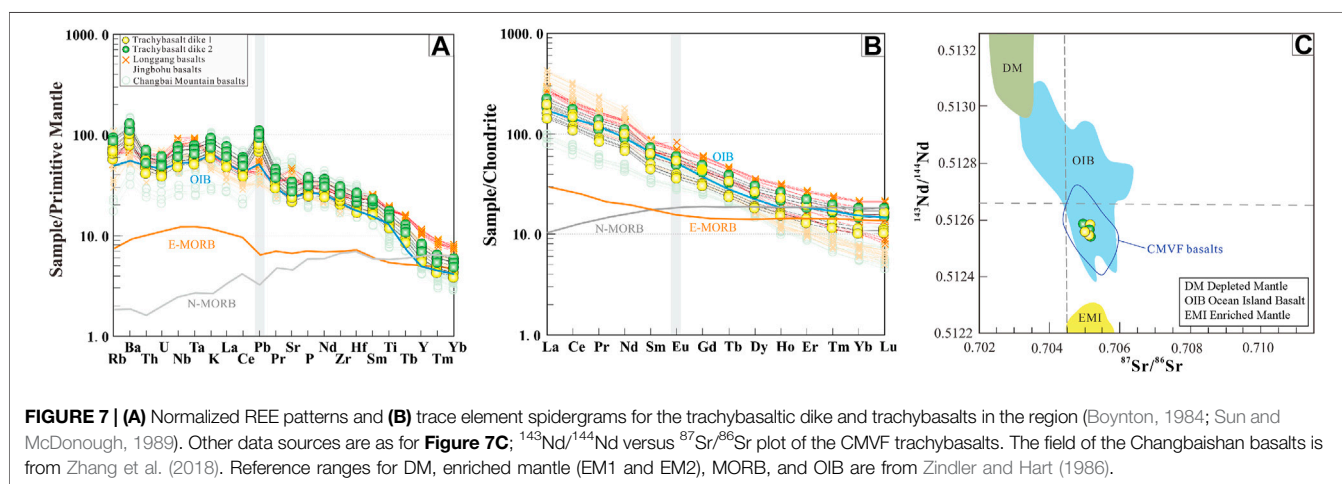 A
1000.0
100.0
10.0
1.0
Sample/Primitive Mantle
Trachybasalt dike 1
Trachybasalt dike 2
Longgang basalts
Jingbohu basalts
Changbai Mountain basalts
OIB
E-MORB
N-MORB
Rb Ba Th U Nb Ta K La Ce Pb Pr Sr P Nd Zr Hf Sm Ti Tb Y Tm Yb
B
1000.0
100.0
10.0
1.0
Sample/Chondrite
OIB
N-MORB
E-MORB
La Ce Pr Nd Sm Eu Gd Tb Dy Ho Er Tm Yb Lu
C
0.5132
0.5130
0.5128
0.5126
0.5124
0.5122
¹⁴³Nd/¹⁴⁴Nd
DM
OIB
CMVF basalts
EMI
DM Depleted Mantle
OIB Ocean Island Basalt
EMI Enriched Mantle
0.702 0.704 0.706 0.708 0.710
⁸⁷Sr/⁸⁶Sr
FIGURE 7 | (A) Normalized REE patterns and (B) trace element spidergrams for the trachybasaltic dike and trachybasalts in the region (Boynton, 1984; Sun and
McDonough, 1989). Other data sources are as for Figure 7C; ¹⁴³Nd/¹⁴⁴Nd versus ⁸⁷Sr/⁸⁶Sr plot of the CMVF trachybasalts. The field of the Changbaishan basalts is
from Zhang et al. (2018). Reference ranges for DM, enriched mantle (EM1 and EM2), MORB, and OIB are from Zindler and Hart (1986).